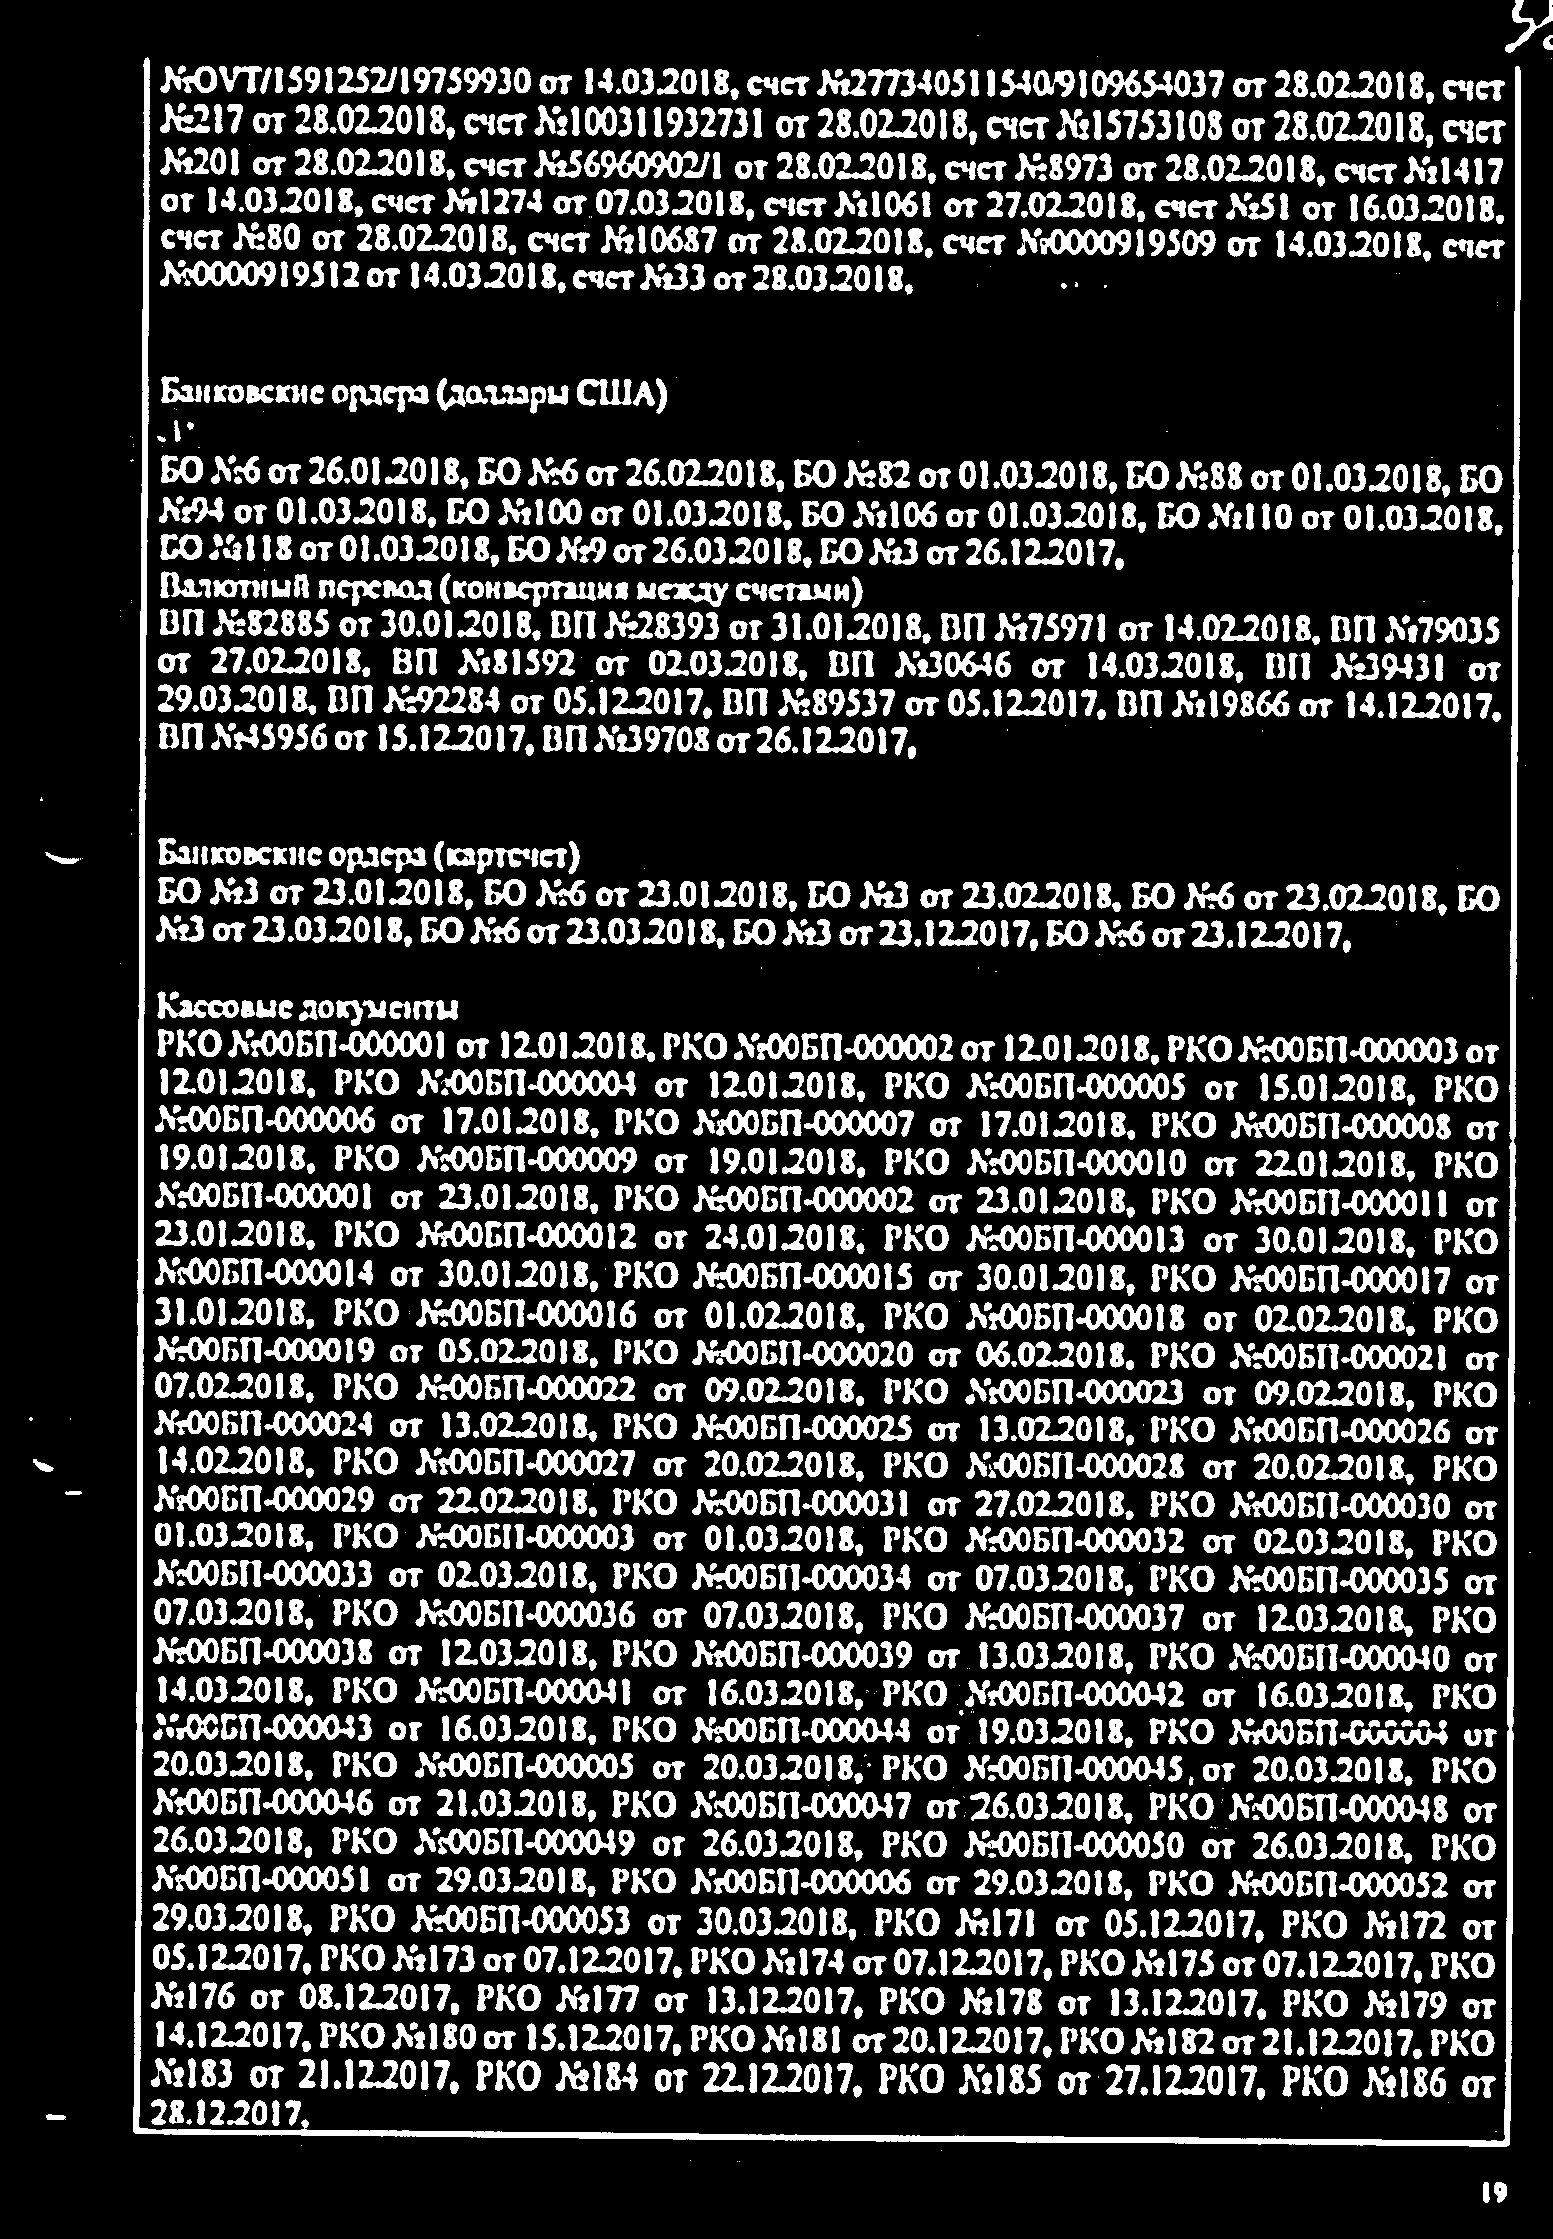 №OVT/1591252/19759930 от 14.03.2018, счет №277340511540/9109654037 от 28.02.2018, счет
№217 от 28.02.2018, счет №100311932731 от 28.02.2018, счет №15753108 от 28.02.2018, счет
№201 от 28.02.2018, счет №56960902/1 от 28.02.2018, счет №8973 от 28.02.2018, счет №1417
от 14.03.2018, счет №1274 от 07.03.2018, счет №1061 от 27.02.2018, счет №51 от 16.03.2018,
счет №80 от 28.02.2018, счет №10687 от 28.02.2018, счет №0000919509 от 14.03.2018, счет
№0000919512 от 14.03.2018, счет №33 от 28.03.2018,
Банковские ордера (доллары США)
БО №6 от 26.01.2018, БО №6 от 26.02.2018, БО №82 от 01.03.2018, БО №88 от 01.03.2018, БО
№94 от 01.03.2018, БО №100 от 01.03.2018, БО №106 от 01.03.2018, БО №110 от 01.03.2018,
БО №118 от 01.03.2018, БО №9 от 26.03.2018, БО №3 от 26.12.2017,
Валютный перевод (конвертация между счетами)
ВП №82885 от 30.01.2018, ВП №28393 от 31.01.2018, ВП №75971 от 14.02.2018, ВП №79035
от 27.02.2018, ВП №81592 от 02.03.2018, ВП №30646 от 14.03.2018, ВП №39431 от
29.03.2018, ВП №92284 от 05.12.2017, ВП №89537 от 05.12.2017, ВП №19866 от 14.12.2017,
ВП №45956 от 15.12.2017, ВП №39708 от 26.12.2017,
Банковские ордера (картсчет)
БО №3 от 23.01.2018, БО №6 от 23.01.2018, БО №3 от 23.02.2018, БО №6 от 23.02.2018, БО
№3 от 23.03.2018, БО №6 от 23.03.2018, БО №3 от 23.12.2017, БО №6 от 23.12.2017,
Кассовые документы
РКО №00БП-000001 от 12.01.2018, РКО №00БП-000002 от 12.01.2018, РКО №00БП-000003 от
12.01.2018, РКО №00БП-000004 от 12.01.2018, РКО №00БП-000005 от 15.01.2018, РКО
№00БП-000006 от 17.01.2018, РКО №00БП-000007 от 17.01.2018, РКО №00БП-000008 от
19.01.2018, РКО №00БП-000009 от 19.01.2018, РКО №00БП-000010 от 22.01.2018, РКО
№00БП-000001 от 23.01.2018, РКО №00БП-000002 от 23.01.2018, РКО №00БП-000011 от
23.01.2018, РКО №00БП-000012 от 24.01.2018, РКО №00БП-000013 от 30.01.2018, РКО
№00БП-000014 от 30.01.2018, РКО №00БП-000015 от 30.01.2018, РКО №00БП-000017 от
31.01.2018, РКО №00БП-000016 от 01.02.2018, РКО №00БП-000018 от 02.02.2018, РКО
№00БП-000019 от 05.02.2018, РКО №00БП-000020 от 06.02.2018, РКО №00БП-000021 от
07.02.2018, РКО №00БП-000022 от 09.02.2018, РКО №00БП-000023 от 09.02.2018, РКО
№00БП-000024 от 13.02.2018, РКО №00БП-000025 от 13.02.2018, РКО №00БП-000026 от
14.02.2018, РКО №00БП-000027 от 20.02.2018, РКО №00БП-000028 от 20.02.2018, РКО
№00БП-000029 от 22.02.2018, РКО №00БП-000031 от 27.02.2018, РКО №00БП-000030 от
01.03.2018, РКО №00БП-000003 от 01.03.2018, РКО №00БП-000032 от 02.03.2018, РКО
№00БП-000033 от 02.03.2018, РКО №00БП-000034 от 07.03.2018, РКО №00БП-000035 от
07.03.2018, РКО №00БП-000036 от 07.03.2018, РКО №00БП-000037 от 12.03.2018, РКО
№00БП-000038 от 12.03.2018, РКО №00БП-000039 от 13.03.2018, РКО №00БП-000040 от
14.03.2018, РКО №00БП-000041 от 16.03.2018, РКО №00БП-000042 от 16.03.2018, РКО
№00БП-000043 от 16.03.2018, РКО №00БП-000044 от 19.03.2018, РКО №00БП-000004 от
20.03.2018, РКО №00БП-000005 от 20.03.2018, РКО №00БП-000045 от 20.03.2018, РКО
№00БП-000046 от 21.03.2018, РКО №00БП-000047 от 26.03.2018, РКО №00БП-000048 от
26.03.2018, РКО №00БП-000049 от 26.03.2018, РКО №00БП-000050 от 26.03.2018, РКО
№00БП-000051 от 29.03.2018, РКО №00БП-000006 от 29.03.2018, РКО №00БП-000052 от
29.03.2018, РКО №00БП-000053 от 30.03.2018, РКО №171 от 05.12.2017, РКО №172 от
05.12.2017, РКО №173 от 07.12.2017, РКО №174 от 07.12.2017, РКО №175 от 07.12.2017, РКО
№176 от 08.12.2017, РКО №177 от 13.12.2017, РКО №178 от 13.12.2017, РКО №179 от
14.12.2017, РКО №180 от 15.12.2017, РКО №181 от 20.12.2017, РКО №182 от 21.12.2017, РКО
№183 от 21.12.2017, РКО №184 от 22.12.2017, РКО №185 от 27.12.2017, РКО №186 от
28.12.2017,
19